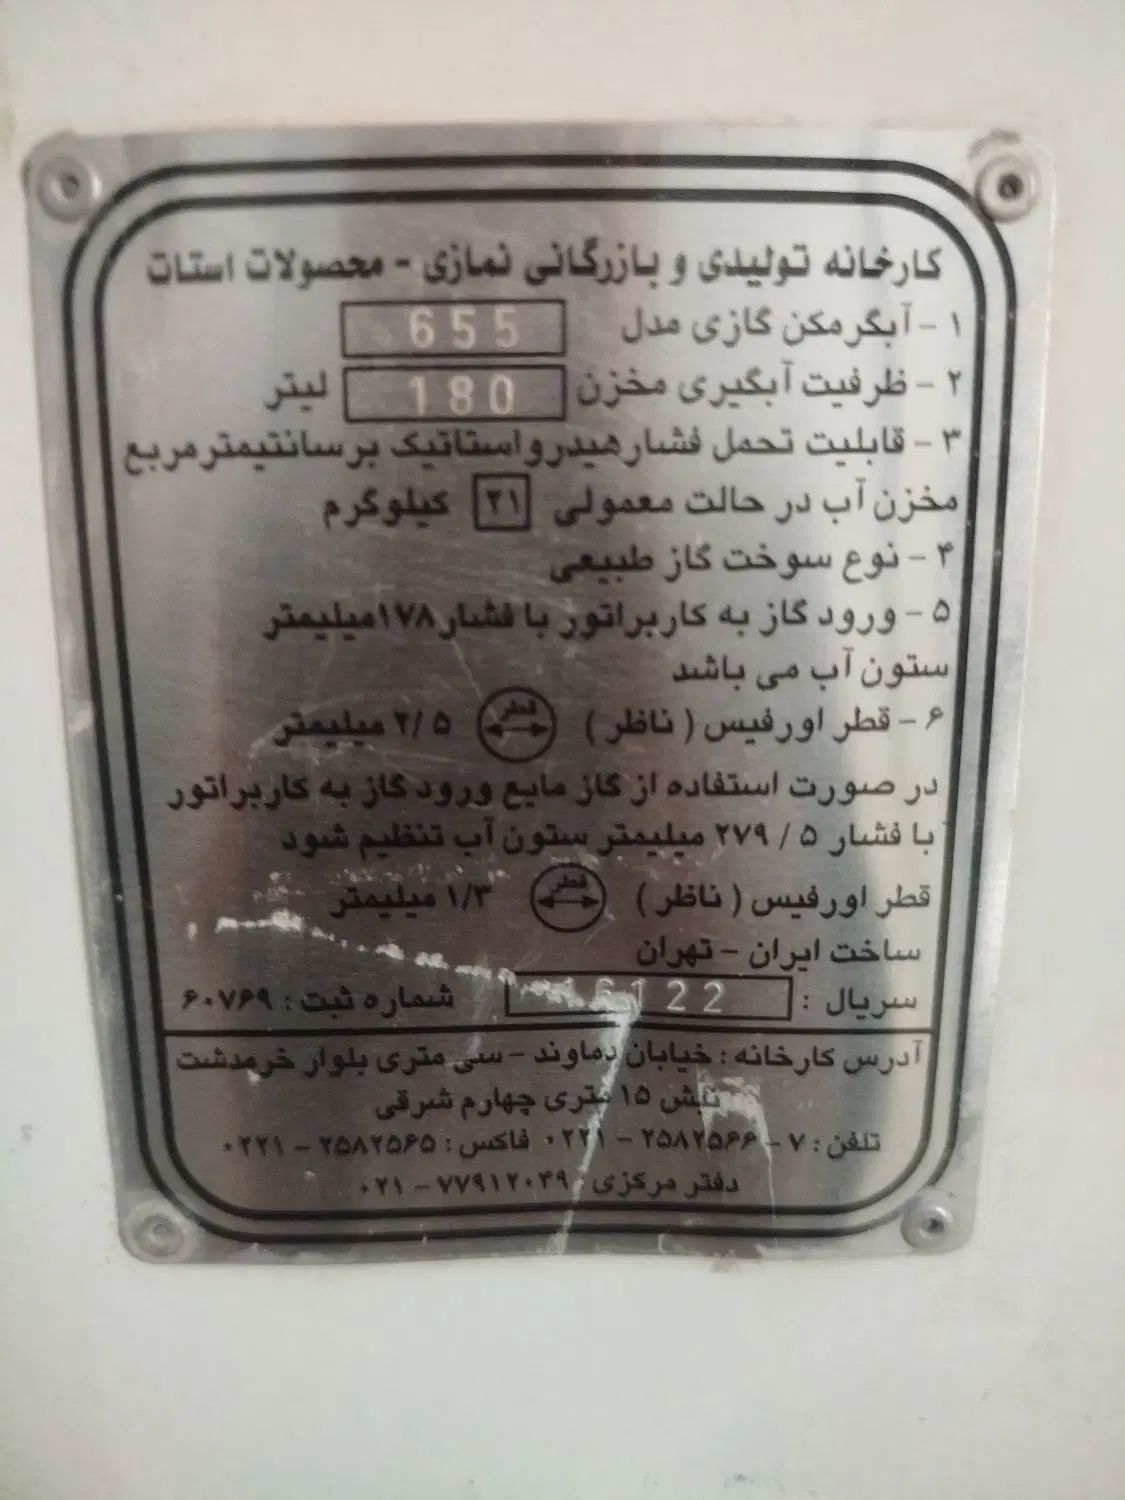 کارخانه تولیدی و بازرگانی نمازی - محصولات استات
۱ - آبگرمکن گازی مدل 655
۲ - ظرفیت آبگیری مخزن 180 لیتر
۳ - قابلیت تحمل فشار هیدرواستاتیک بر سانتیمتر مربع
مخزن آب در حالت معمولی ۲۱ کیلوگرم
۴ - نوع سوخت گاز طبیعی
۵ - ورود گاز به کاربراتور با فشار ۱۷۸ میلیمتر
ستون آب می باشد
۶ - قطر اورفیس ( ناظر ) قطر ۲/۵ میلیمتر
در صورت استفاده از گاز مایع ورود گاز به کاربراتور
با فشار ۲۷۹/۵ میلیمتر ستون آب تنظیم شود
قطر اورفیس ( ناظر ) قطر ۱/۳ میلیمتر
ساخت ایران - تهران
سریال : 16122 شماره ثبت : ۶۰۷۶۹
آدرس کارخانه : خیابان دماوند - سی متری بلوار خرمدشت
نبش ۱۵ متری چهارم شرقی
تلفن : ۷ - ۲۵۸۲۵۶۶ - ۰۲۲۱ فاکس : ۲۵۸۲۵۶۵ - ۰۲۲۱
دفتر مرکزی ۷۷۹۱۲۰۴۹ - ۰۲۱